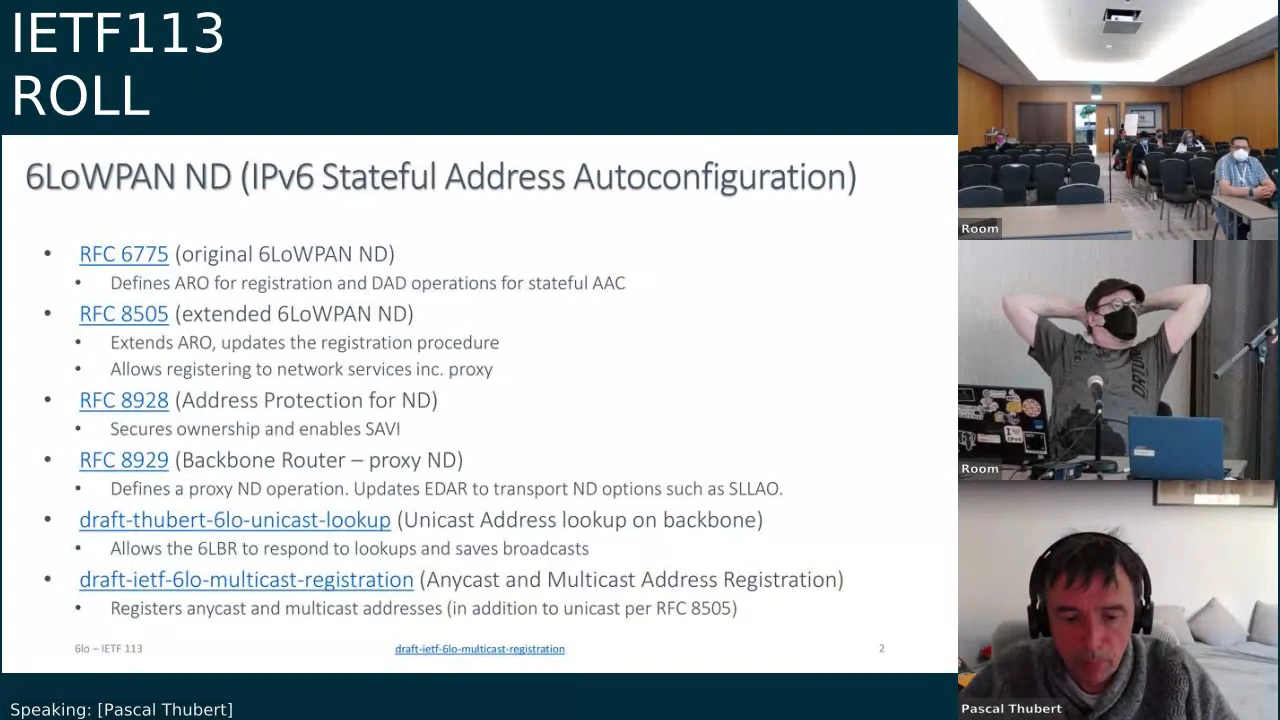 IETF113
ROLL
6LoWPAN ND (IPv6 Stateful Address Autoconfiguration)
• RFC 6775 (original 6LoWPAN ND)
• Defines ARO for registration and DAD operations for stateful AAC
• RFC 8505 (extended 6LoWPAN ND)
• Extends ARO, updates the registration procedure
• Allows registering to network services inc. proxy
• RFC 8928 (Address Protection for ND)
• Secures ownership and enables SAVI
• RFC 8929 (Backbone Router – proxy ND)
• Defines a proxy ND operation. Updates EDAR to transport ND options such as SLLAO.
• draft-thubert-6lo-unicast-lookup (Unicast Address lookup on backbone)
• Allows the 6LBR to respond to lookups and saves broadcasts
• draft-ietf-6lo-multicast-registration (Anycast and Multicast Address Registration)
• Registers anycast and multicast addresses (in addition to unicast per RFC 8505)
6lo – IETF 113
draft-ietf-6lo-multicast-registration
2
Speaking: [Pascal Thubert]
Room
Room
Pascal Thubert